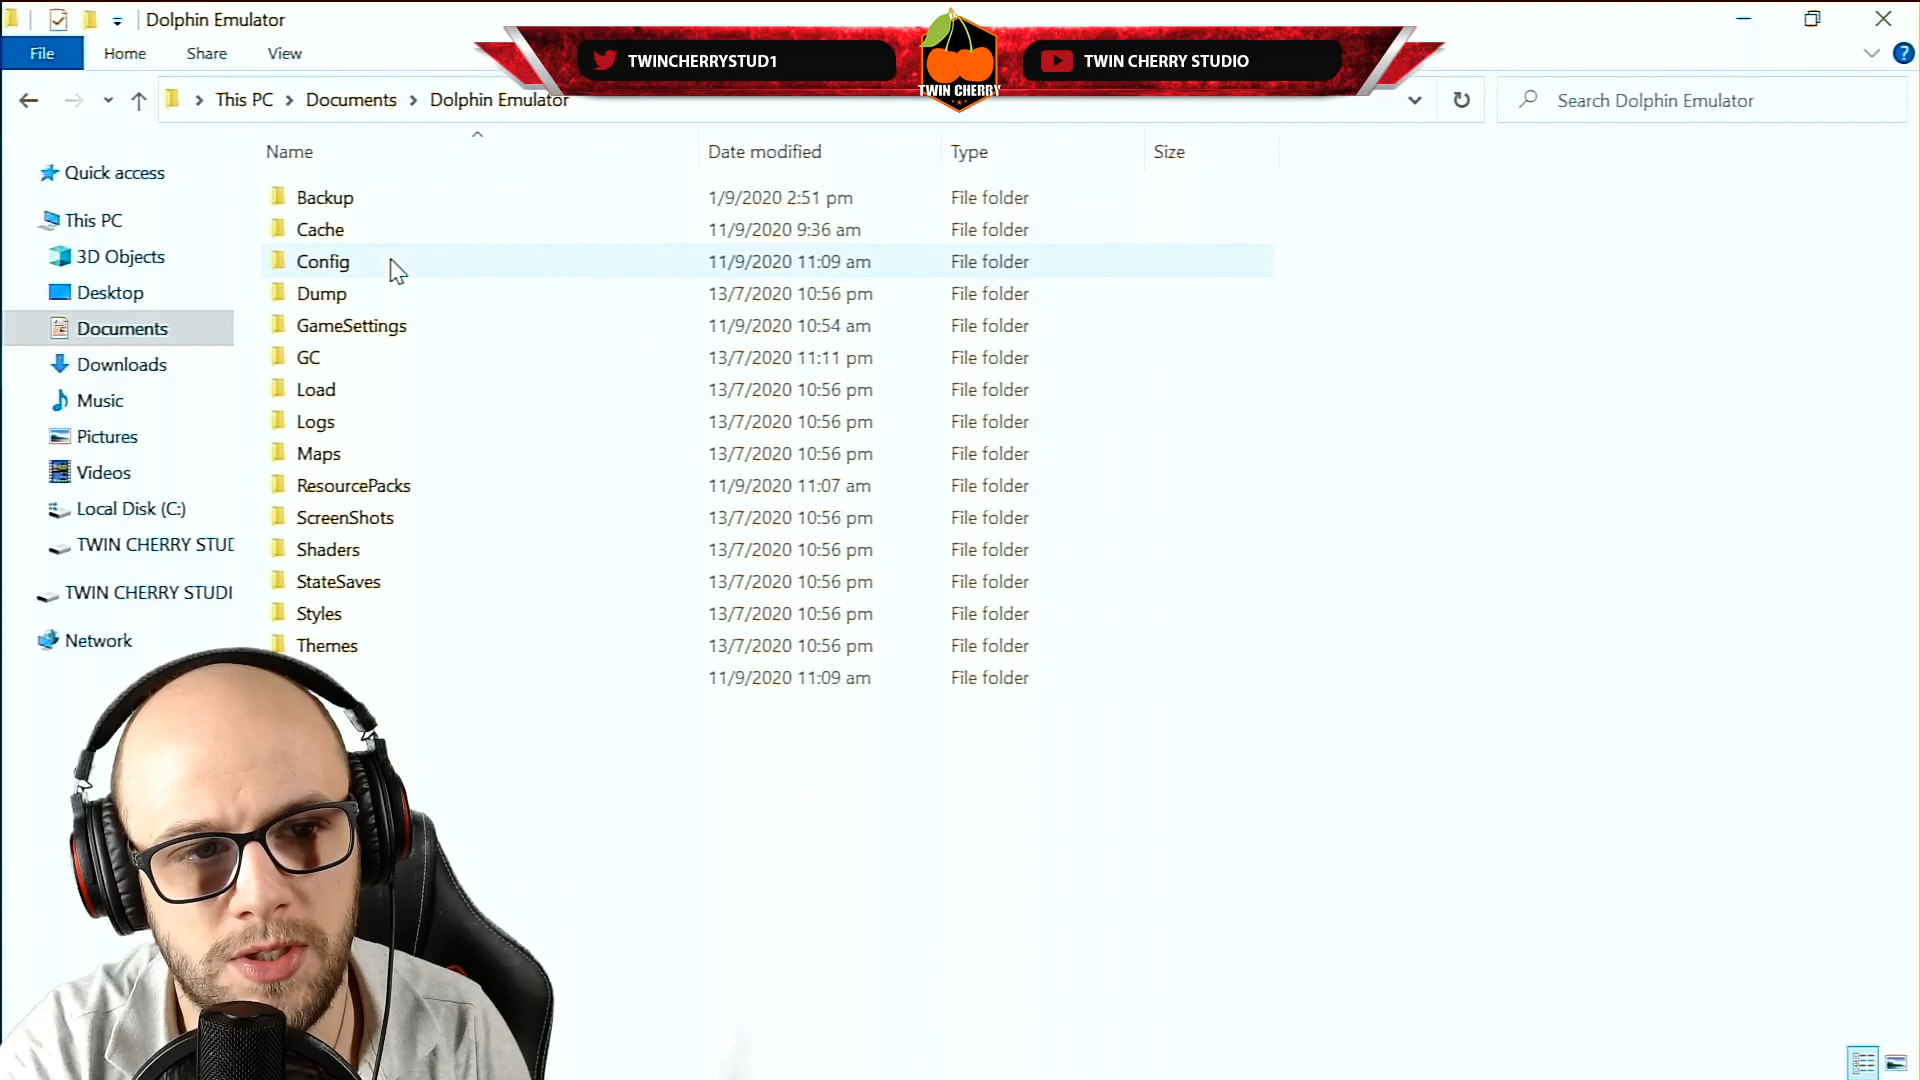 Dolphin Emulator
File Home Share View
TWINCHERRYSTUD1
TWIN CHERRY
TWIN CHERRY STUDIO
This PC Documents Dolphin Emulator
Search Dolphin Emulator
Name Date modified Type Size
Quick access
This PC
3D Objects
Desktop
Documents
Downloads
Music
Pictures
Videos
Local Disk (C:)
TWIN CHERRY STUD
TWIN CHERRY STUDI
Network
Backup 1/9/2020 2:51 pm File folder
Cache 11/9/2020 9:36 am File folder
Config 11/9/2020 11:09 am File folder
Dump 13/7/2020 10:56 pm File folder
GameSettings 11/9/2020 10:54 am File folder
GC 13/7/2020 11:11 pm File folder
Load 13/7/2020 10:56 pm File folder
Logs 13/7/2020 10:56 pm File folder
Maps 13/7/2020 10:56 pm File folder
ResourcePacks 11/9/2020 11:07 am File folder
ScreenShots 13/7/2020 10:56 pm File folder
Shaders 13/7/2020 10:56 pm File folder
StateSaves 13/7/2020 10:56 pm File folder
Styles 13/7/2020 10:56 pm File folder
Themes 13/7/2020 10:56 pm File folder
11/9/2020 11:09 am File folder